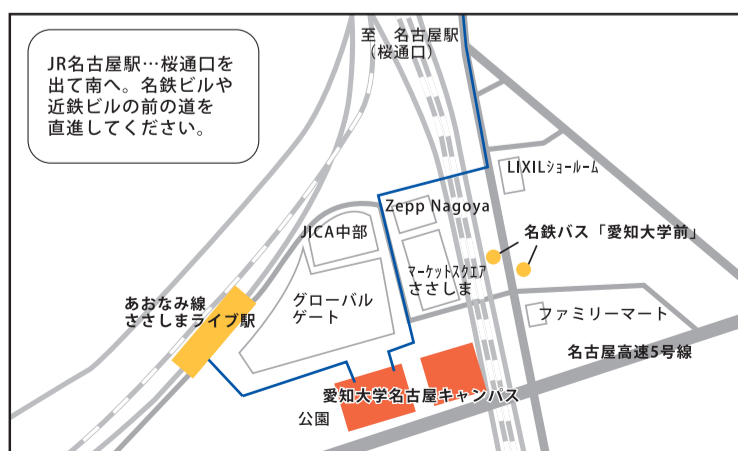 JR名古屋駅…桜通口を
出て南へ。名鉄ビルや
近鉄ビルの前の道を
直進してください。
至　名古屋駅
（桜通口）
LIXILショールーム
Zepp Nagoya
JICA中部
名鉄バス「愛知大学前」
マーケットスクエア
ささしま
グローバル
ゲート
あおなみ線
ささしまライブ駅
ファミリーマート
名古屋高速5号線
愛知大学名古屋キャンパス
公園